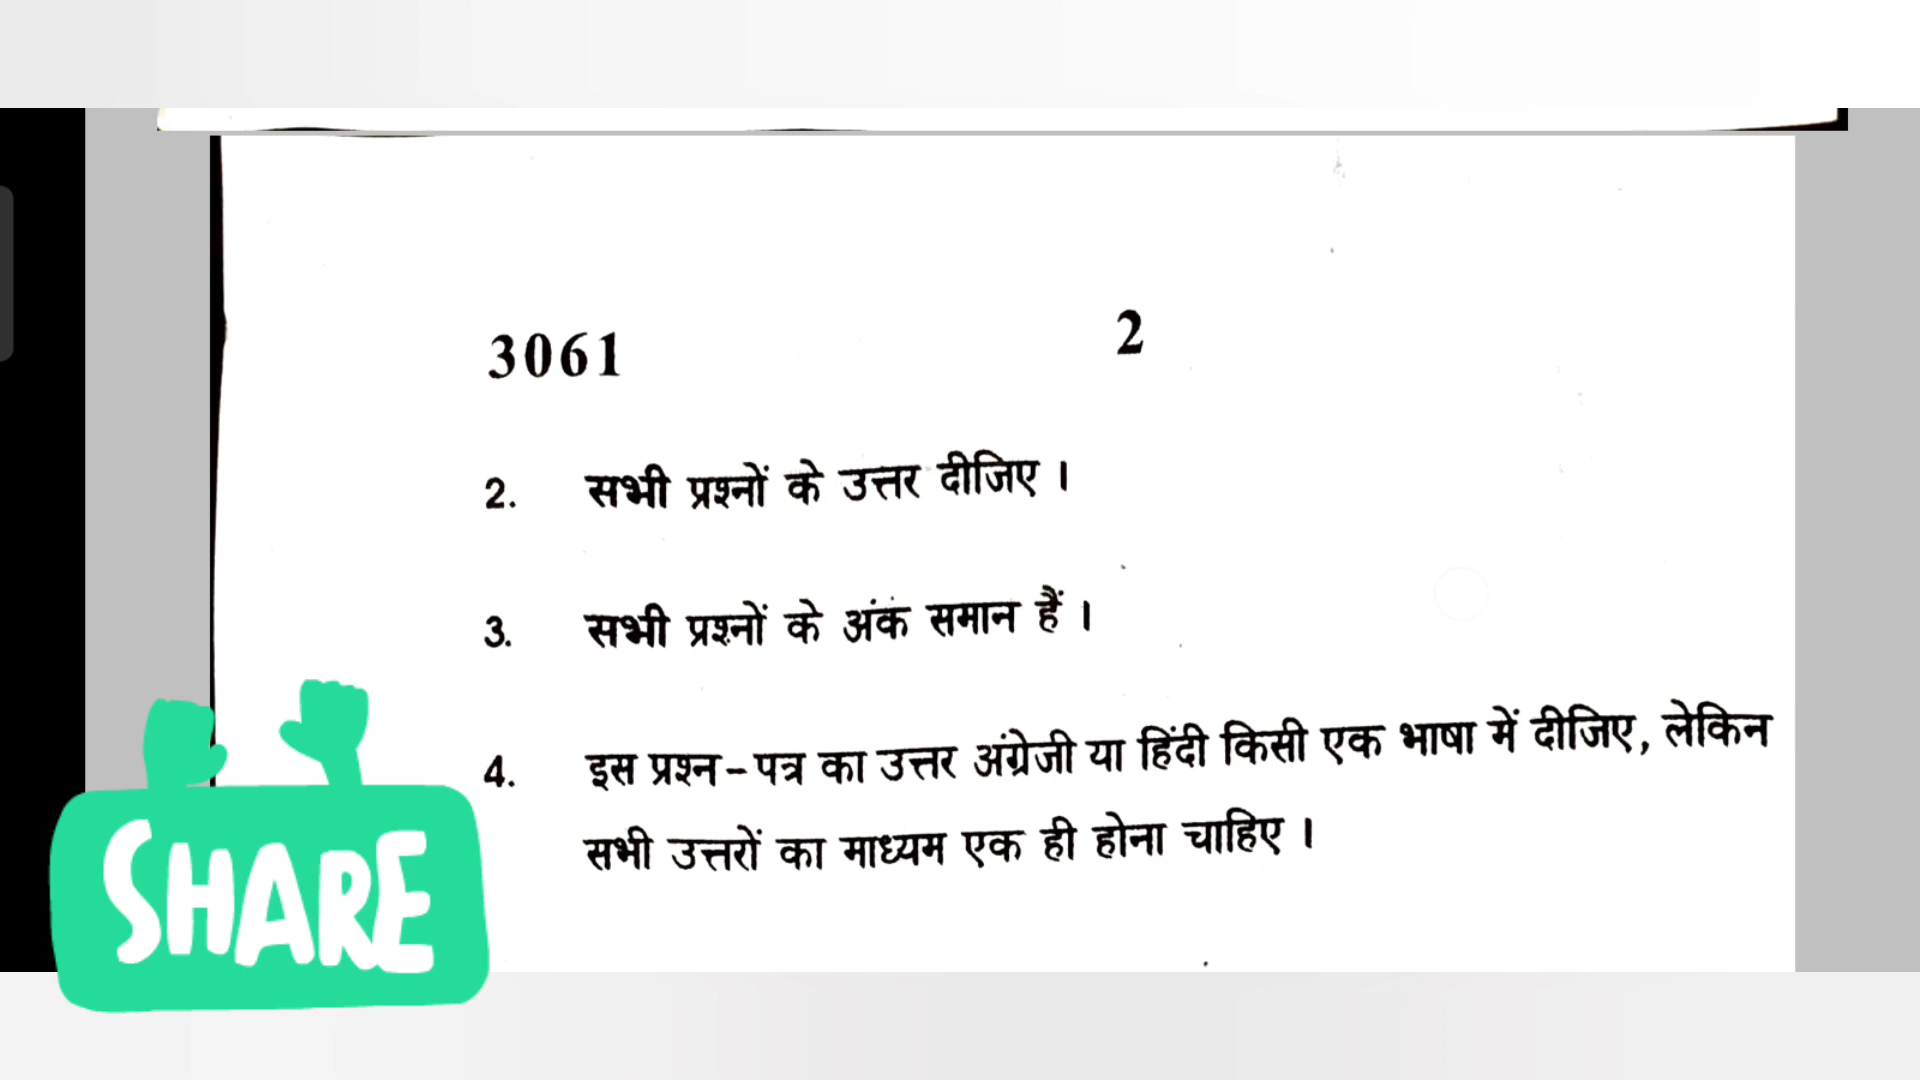 3061 2
2. सभी प्रश्नों के उत्तर दीजिए ।
3. सभी प्रश्नों के अंक समान हैं ।
4. इस प्रश्न-पत्र का उत्तर अंग्रेजी या हिंदी किसी एक भाषा में दीजिए, लेकिन
सभी उत्तरों का माध्यम एक ही होना चाहिए ।
SHARE